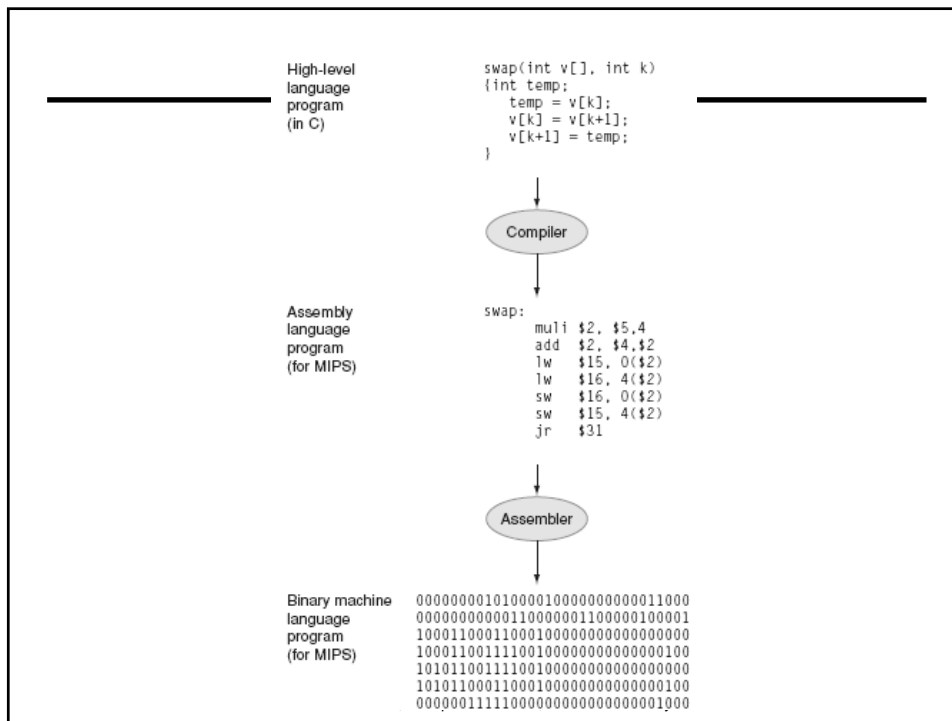 High-level
language
program
(in C)
swap(int v[], int k)
{int temp;
temp = v[k];
v[k] = v[k+1];
v[k+1] = temp;
}
Compiler
Assembly
language
program
(for MIPS)
swap:
muli $2, $5,4
add $2, $4,$2
lw $15, 0($2)
lw $16, 4($2)
sw $16, 0($2)
sw $15, 4($2)
jr $31
Assembler
Binary machine
language
program
(for MIPS)
00000000101000010000000000011000
00000000000110000001100000100001
10001100011000100000000000000000
10001100111100100000000000000100
10101100111100100000000000000000
10101100011000100000000000000100
00000011111000000000000000001000